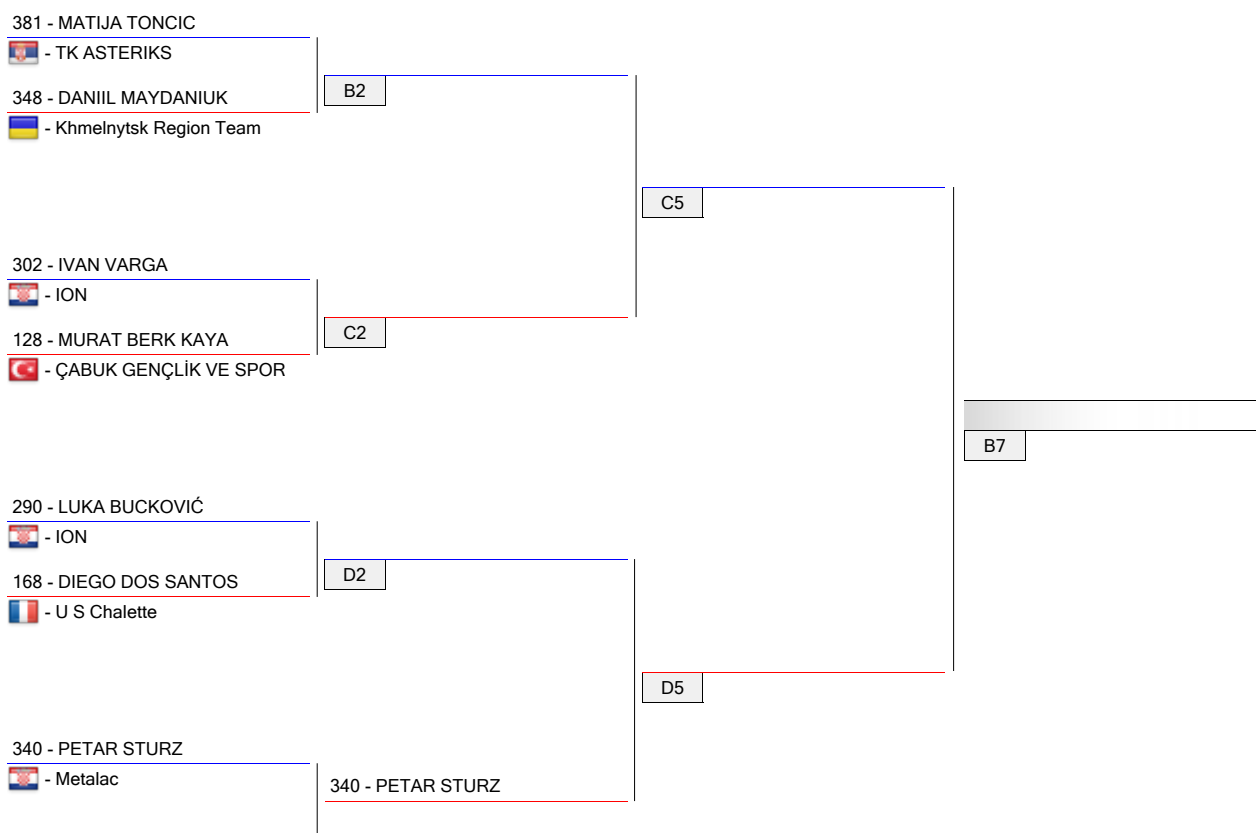 381 - MATIJA TONCIC
- TK ASTERIKS
B2
348 - DANIIL MAYDANIUK
- Khmelnytsk Region Team
C5
302 - IVAN VARGA
- ION
C2
128 - MURAT BERK KAYA
- ÇABUK GENÇLİK VE SPOR
B7
290 - LUKA BUCKOVIĆ
- ION
D2
168 - DIEGO DOS SANTOS
- U S Chalette
D5
340 - PETAR STURZ
- Metalac
340 - PETAR STURZ